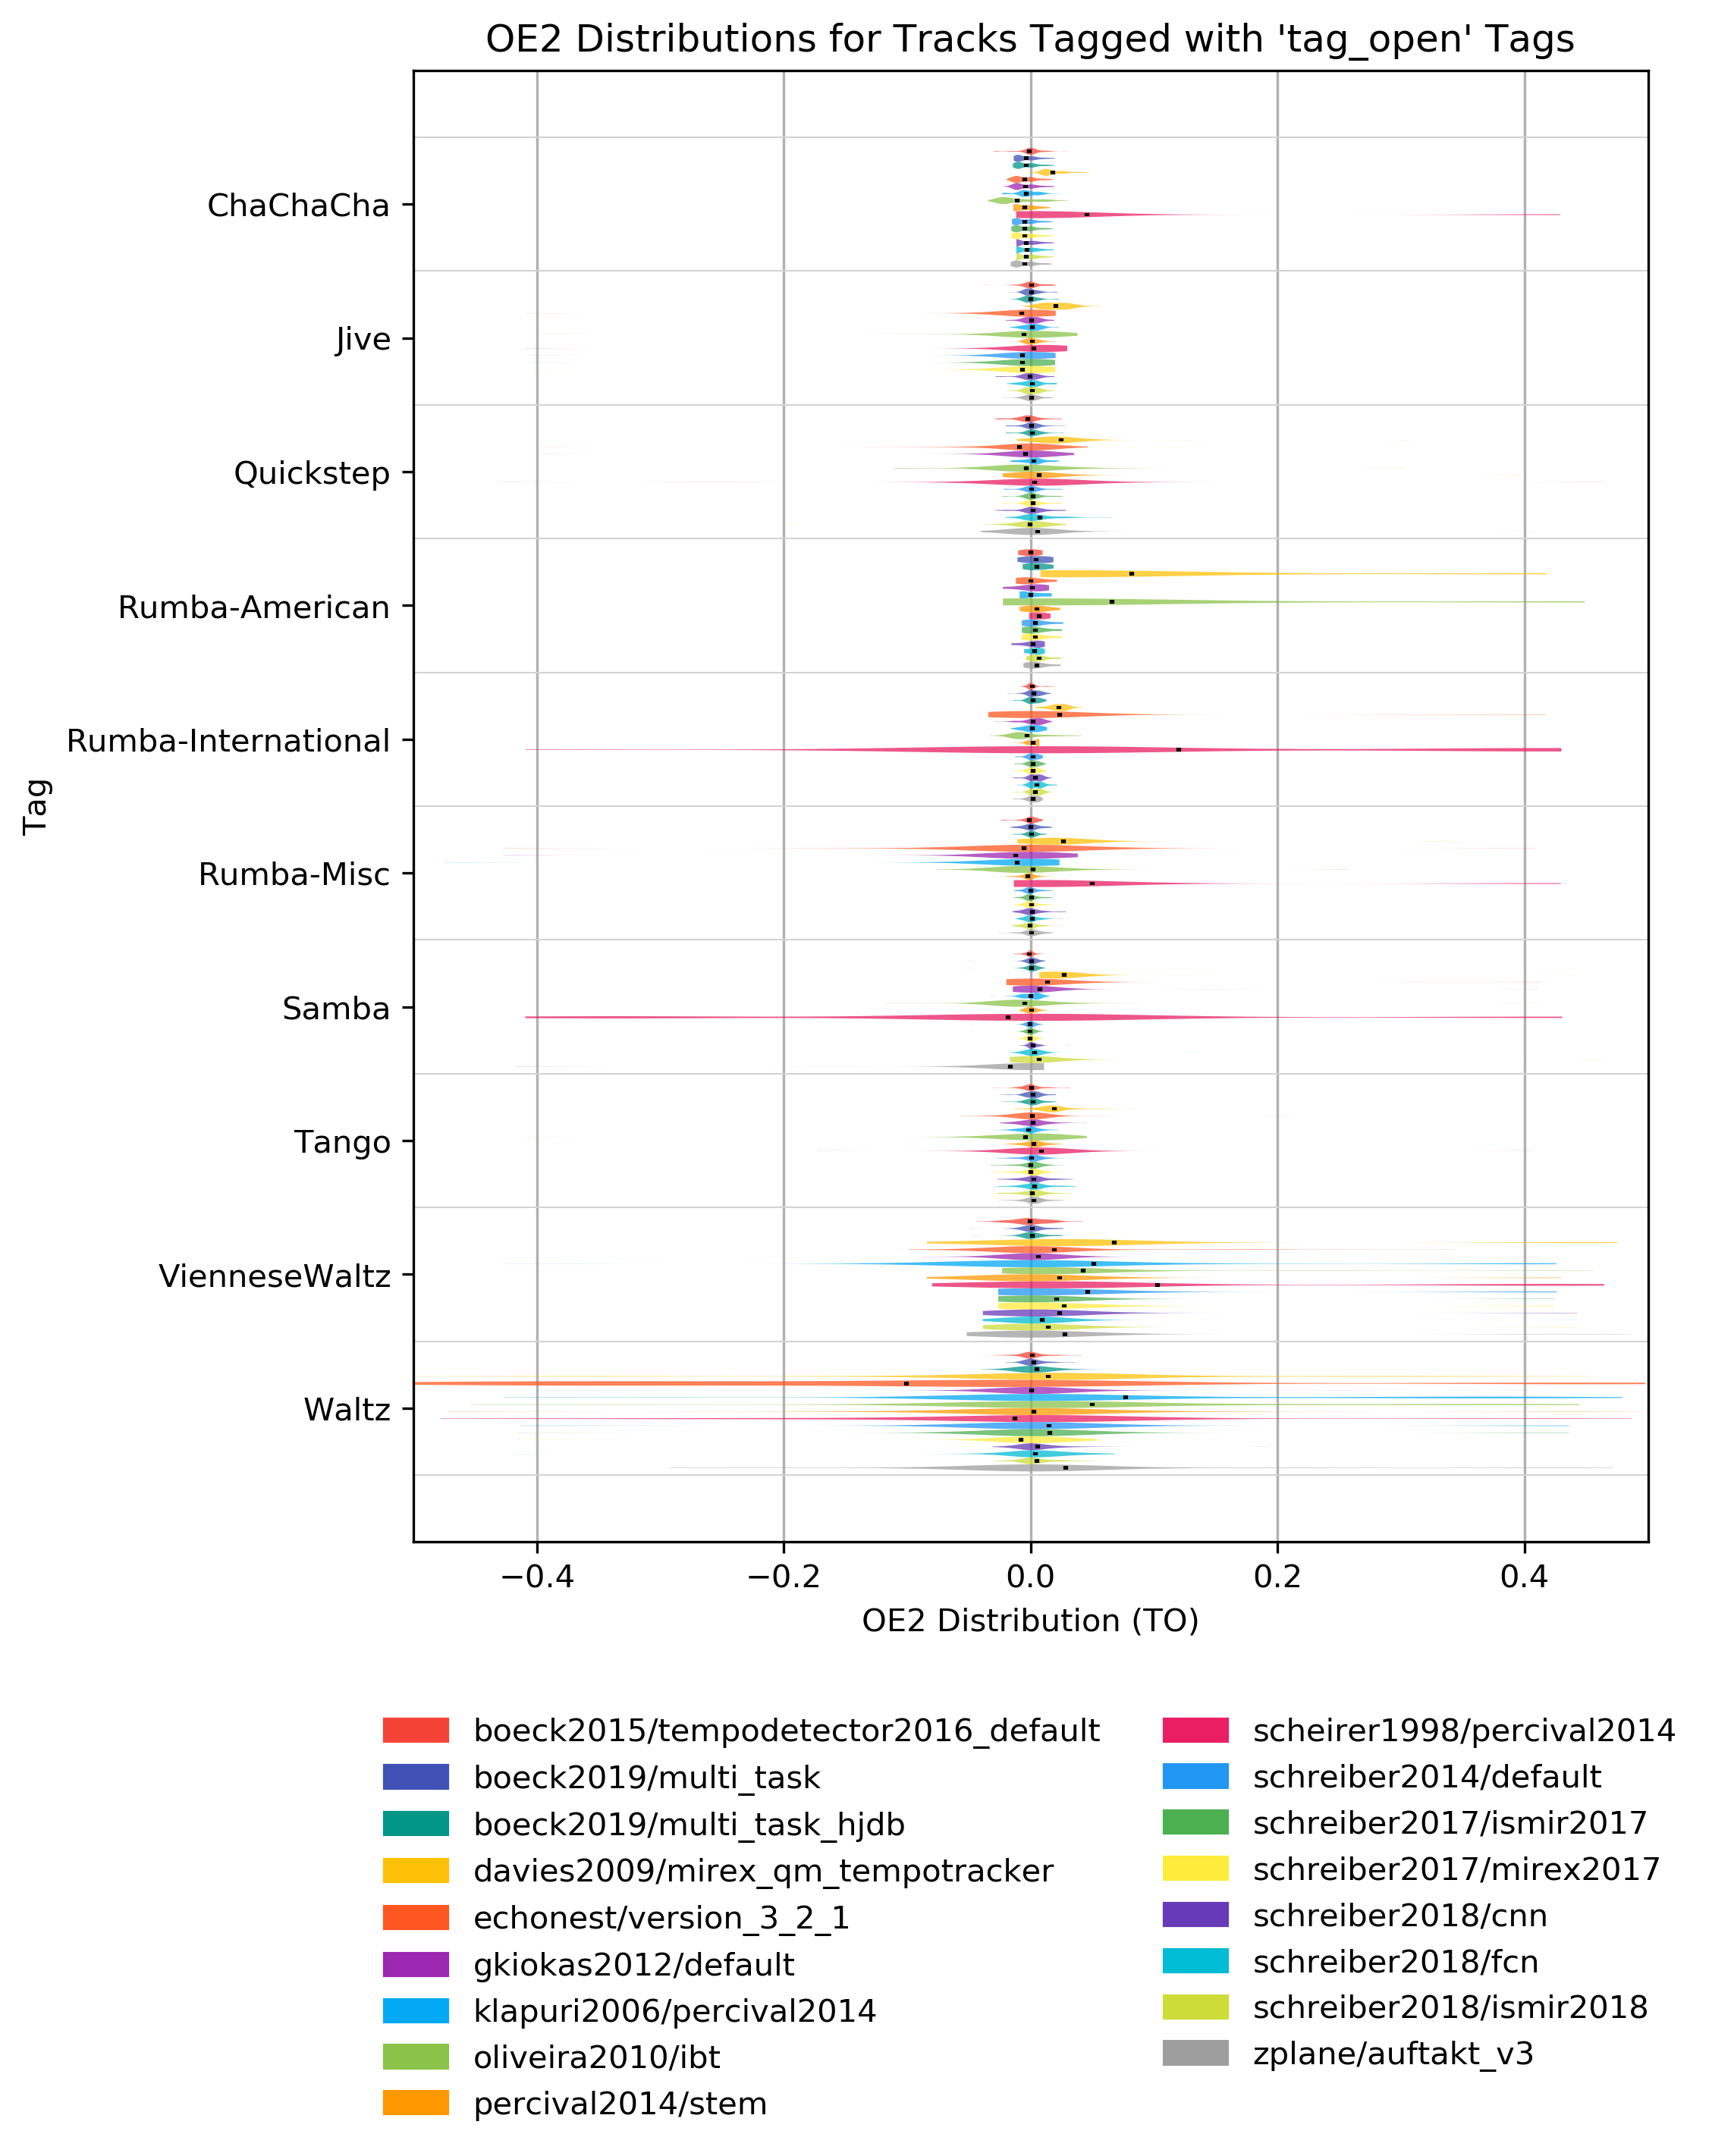 OE2 Distributions for Tracks Tagged with 'tag_open' Tags
ChaChaCha
Jive
Quickstep
Rumba-American
Rumba-International
Rumba-Misc
Samba
Tango
VienneseWaltz
Waltz
Tag
−0.4 −0.2 0.0 0.2 0.4
OE2 Distribution (TO)
boeck2015/tempodetector2016_default
boeck2019/multi_task
boeck2019/multi_task_hjdb
davies2009/mirex_qm_tempotracker
echonest/version_3_2_1
gkiokas2012/default
klapuri2006/percival2014
oliveira2010/ibt
percival2014/stem
scheirer1998/percival2014
schreiber2014/default
schreiber2017/ismir2017
schreiber2017/mirex2017
schreiber2018/cnn
schreiber2018/fcn
schreiber2018/ismir2018
zplane/auftakt_v3